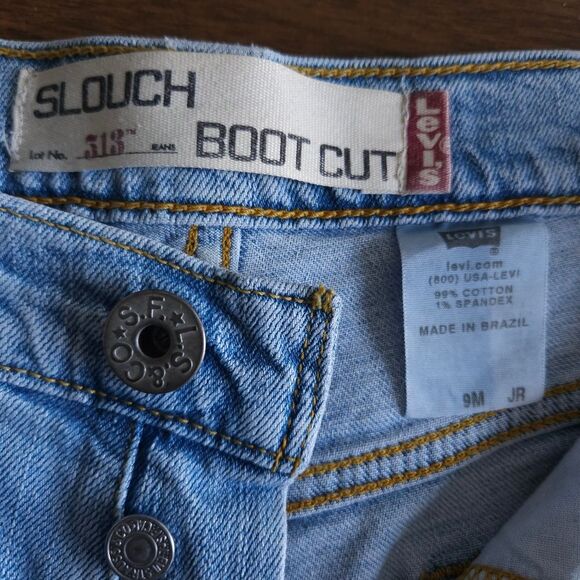 SLOUCH
Lot No. 513™ JEANS
BOOT CUT
Levi's
LEVI'S
®
levi.com
(800) USA-LEVI
99% COTTON
1% SPANDEX
MADE IN BRAZIL
9M JR
★S.F.★L.S. & CO